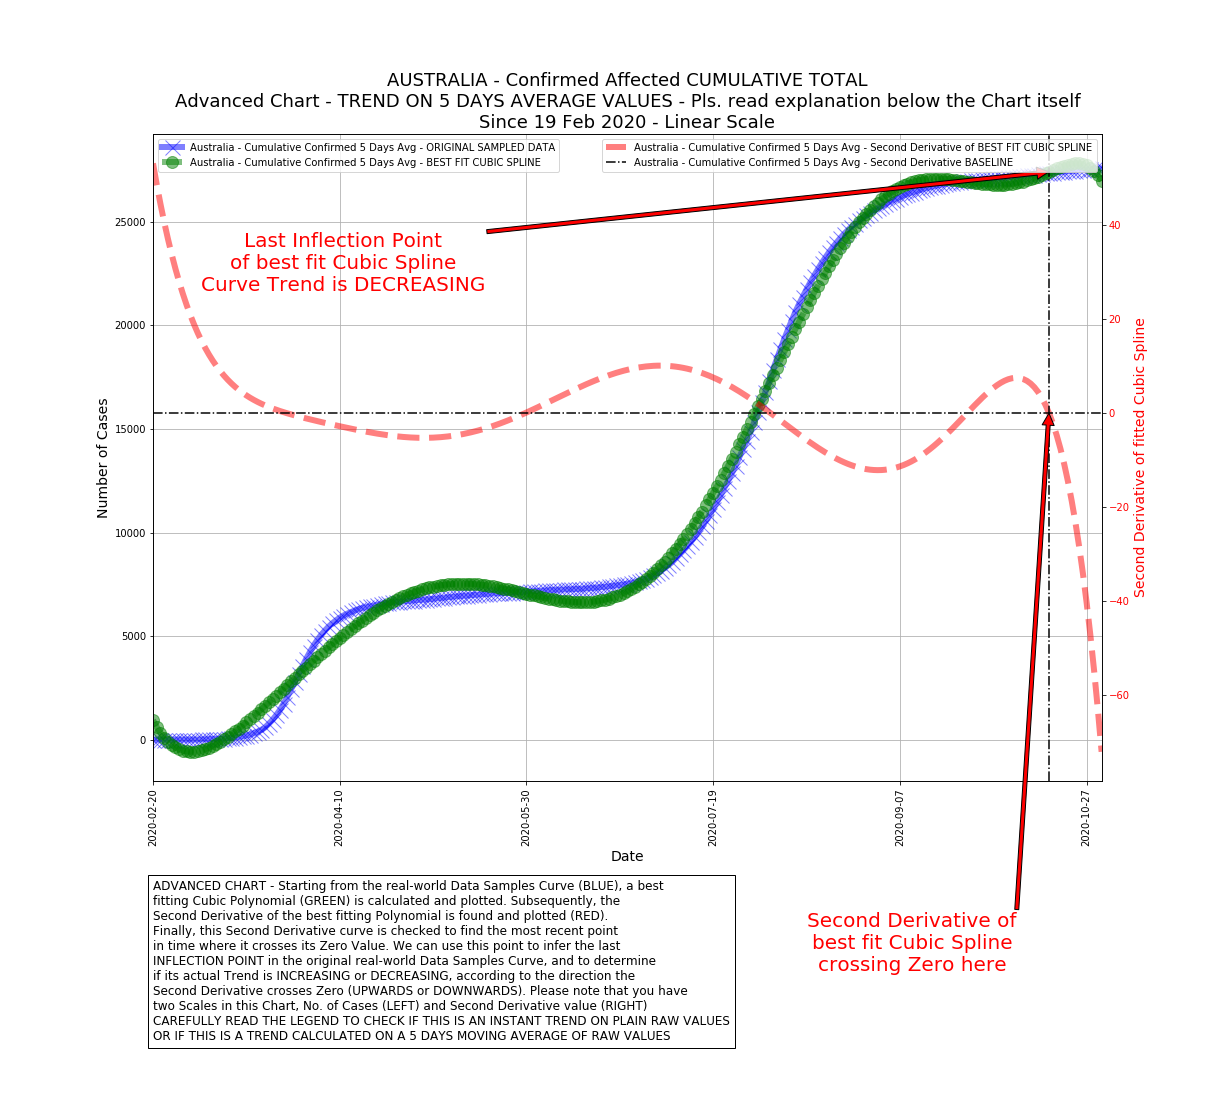 AUSTRALIA - Confirmed Affected CUMULATIVE TOTAL
Advanced Chart - TREND ON 5 DAYS AVERAGE VALUES - Pls. read explanation below the Chart itself
Since 19 Feb 2020 - Linear Scale
Australia - Cumulative Confirmed 5 Days Avg - ORIGINAL SAMPLED DATA
Australia - Cumulative Confirmed 5 Days Avg - BEST FIT CUBIC SPLINE
Australia - Cumulative Confirmed 5 Days Avg - Second Derivative of BEST FIT CUBIC SPLINE
Australia - Cumulative Confirmed 5 Days Avg - Second Derivative BASELINE
Last Inflection Point
of best fit Cubic Spline
Curve Trend is DECREASING
Number of Cases
25000
20000
15000
10000
5000
0
40
20
0
−20
−40
−60
Second Derivative of fitted Cubic Spline
2020-02-20
2020-04-10
2020-05-30
2020-07-19
2020-09-07
2020-10-27
Date
ADVANCED CHART - Starting from the real-world Data Samples Curve (BLUE), a best
fitting Cubic Polynomial (GREEN) is calculated and plotted. Subsequently, the
Second Derivative of the best fitting Polynomial is found and plotted (RED).
Finally, this Second Derivative curve is checked to find the most recent point
in time where it crosses its Zero Value. We can use this point to infer the last
INFLECTION POINT in the original real-world Data Samples Curve, and to determine
if its actual Trend is INCREASING or DECREASING, according to the direction the
Second Derivative crosses Zero (UPWARDS or DOWNWARDS). Please note that you have
two Scales in this Chart, No. of Cases (LEFT) and Second Derivative value (RIGHT)
CAREFULLY READ THE LEGEND TO CHECK IF THIS IS AN INSTANT TREND ON PLAIN RAW VALUES
OR IF THIS IS A TREND CALCULATED ON A 5 DAYS MOVING AVERAGE OF RAW VALUES
Second Derivative of
best fit Cubic Spline
crossing Zero here